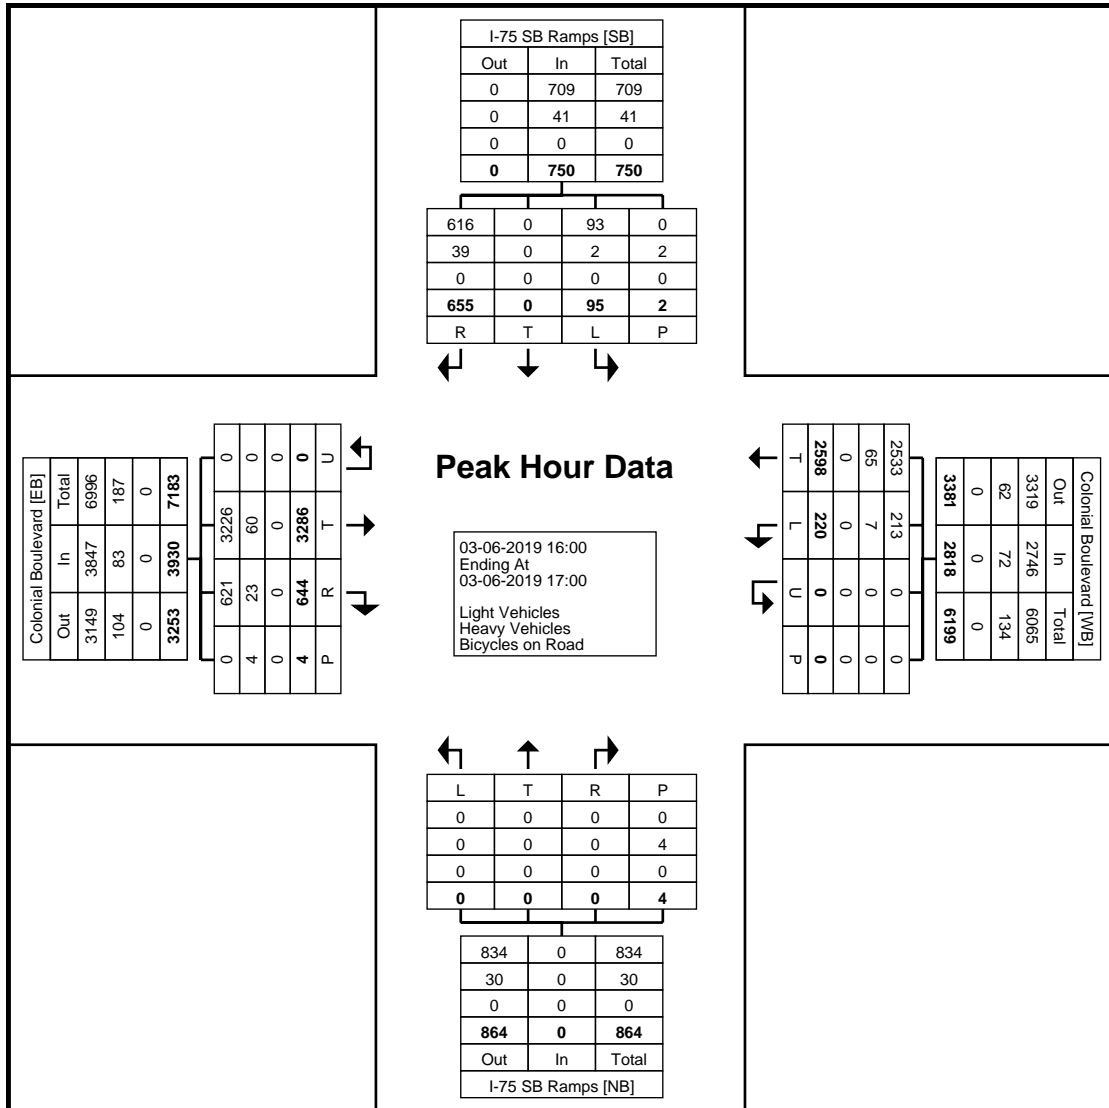 I-75 SB Ramps [SB]
Out In Total
0 709 709
0 41 41
0 0 0
0 750 750
616 0 93 0
39 0 2 2
0 0 0 0
655 0 95 2
R T L P
Colonial Boulevard [EB]
Total In Out
6996 3847 3149
187 83 104
0 0 0
7183 3930 3253
0 3226 621 0
0 60 23 4
0 0 0 0
0 3286 644 4
U T R P
Peak Hour Data
03-06-2019 16:00
Ending At
03-06-2019 17:00
Light Vehicles
Heavy Vehicles
Bicycles on Road
Colonial Boulevard [WB]
Out In Total
3319 2746 6065
62 72 134
0 0 0
3381 2818 6199
2533 213 0 0
65 7 0 0
0 0 0 0
2598 220 0 0
T L U P
L T R P
0 0 0 0
0 0 0 4
0 0 0 0
0 0 0 4
834 0 834
30 0 30
0 0 0
864 0 864
Out In Total
I-75 SB Ramps [NB]